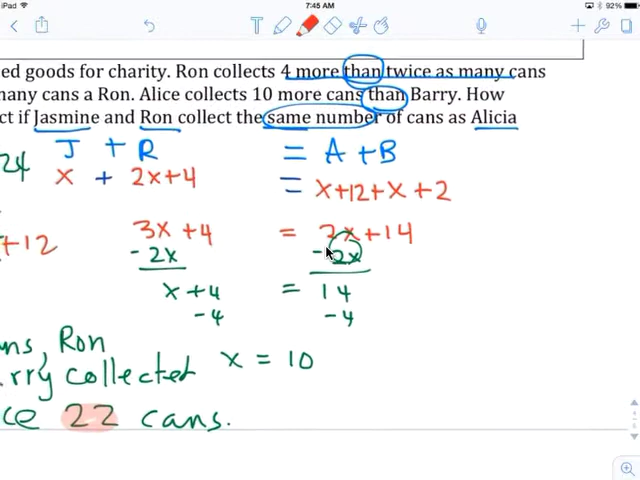 iPad 7:45 AM 92%
T
ed goods for charity. Ron collects 4 more than twice as many cans
many cans a Ron. Alice collects 10 more cans than Barry. How
ct if Jasmine and Ron collect the same number of cans as Alicia
24 J + R = A + B
x + 2x+4 = x+12+x+2
+12 3x+4 = 2x+14
-2x -2x
x+4 = 14
-4 -4
ns, Ron
rry collected x = 10
ce 22 cans.